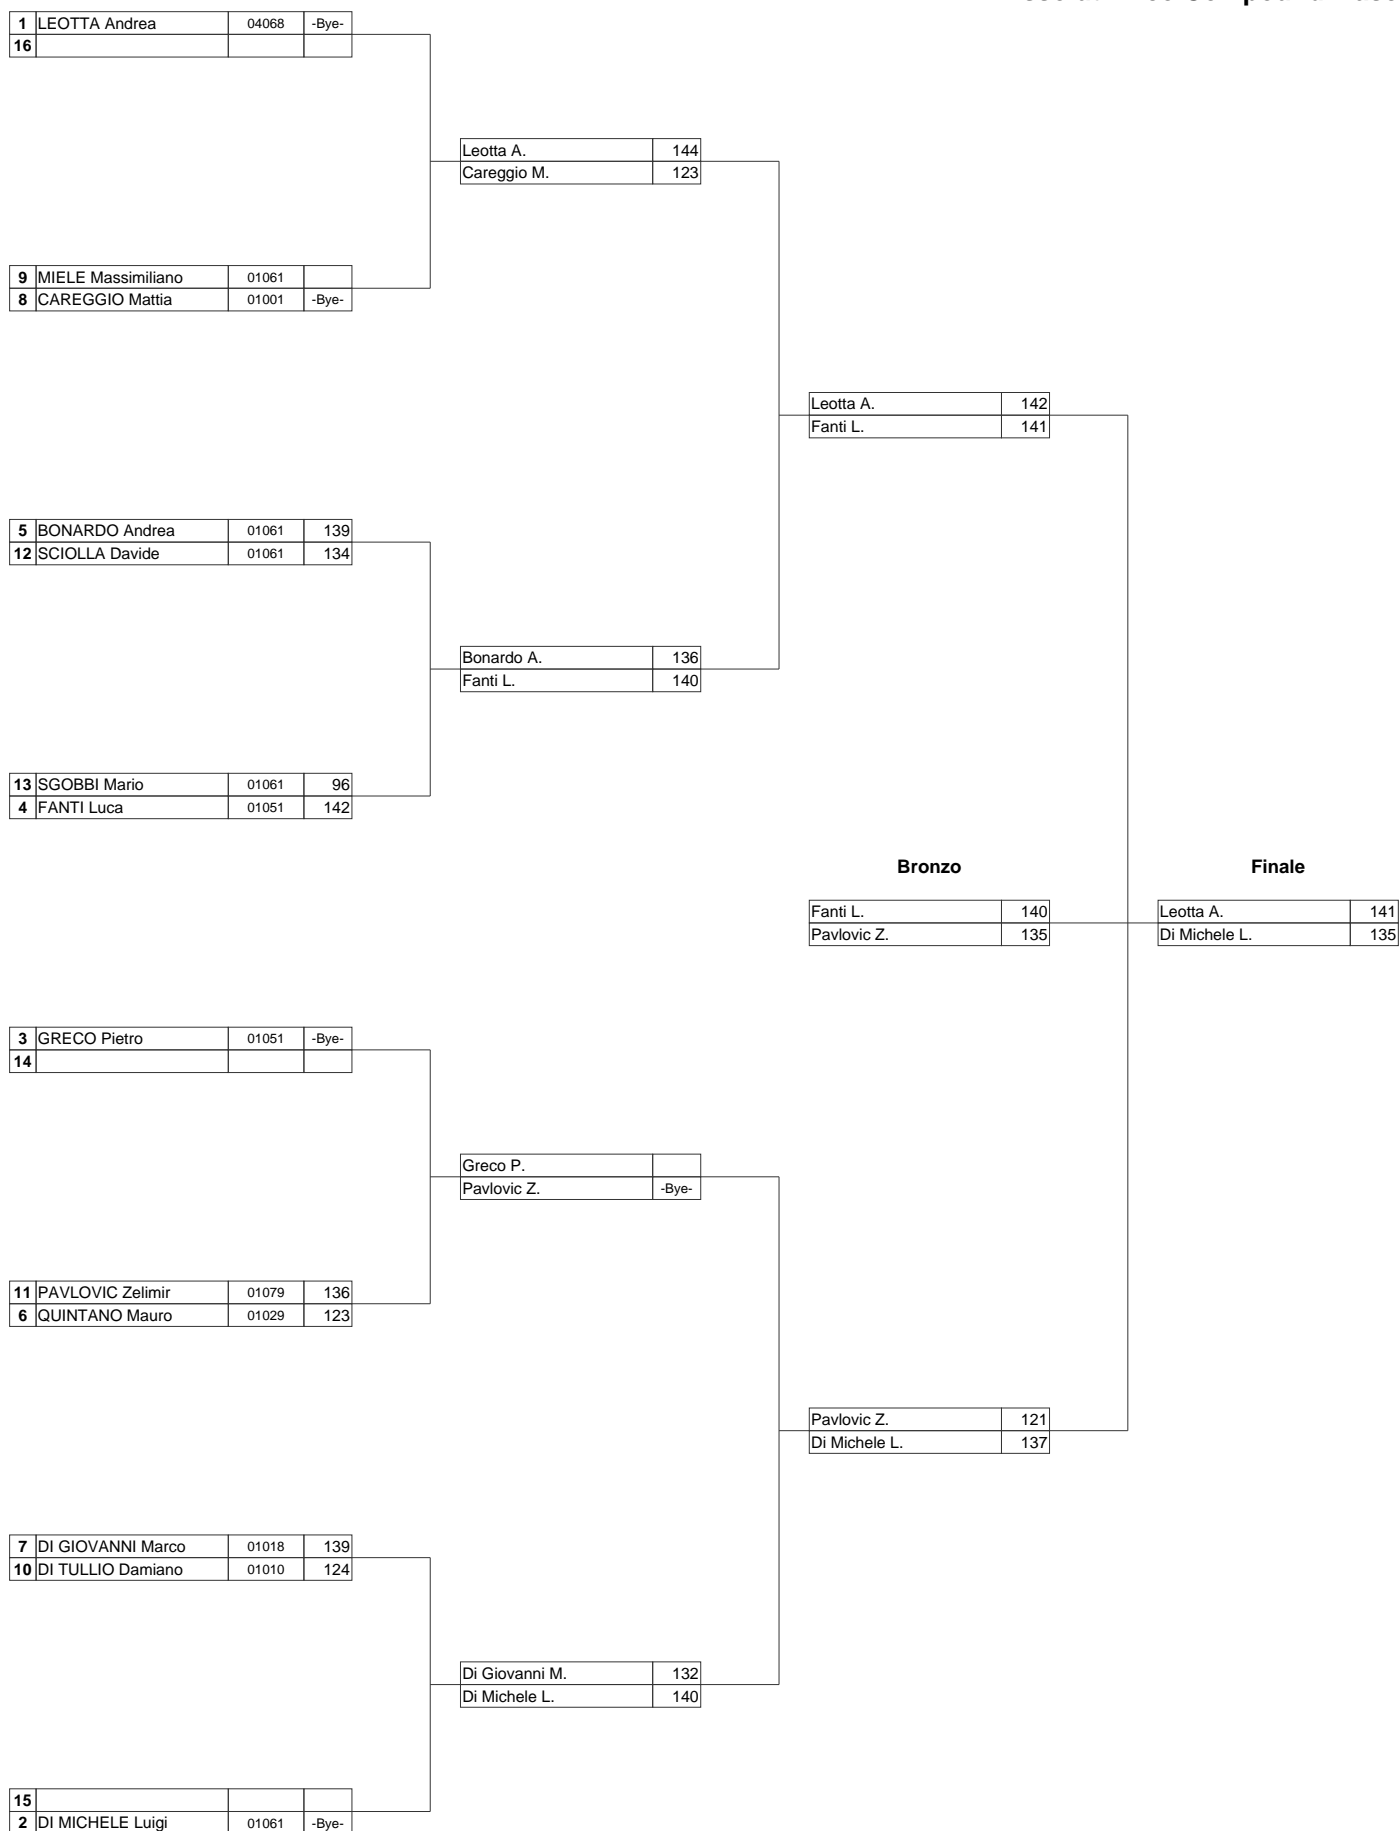 1 LEOTTA Andrea 04068 -Bye-
16
Leotta A. 144
Careggio M. 123
9 MIELE Massimiliano 01061
8 CAREGGIO Mattia 01001 -Bye-
Leotta A. 142
Fanti L. 141
5 BONARDO Andrea 01061 139
12 SCIOLLA Davide 01061 134
Bonardo A. 136
Fanti L. 140
13 SGOBBI Mario 01061 96
4 FANTI Luca 01051 142
Bronzo Finale
Fanti L. 140 Leotta A. 141
Pavlovic Z. 135 Di Michele L. 135
3 GRECO Pietro 01051 -Bye-
14
Greco P.
Pavlovic Z. -Bye-
11 PAVLOVIC Zelimir 01079 136
6 QUINTANO Mauro 01029 123
Pavlovic Z. 121
Di Michele L. 137
7 DI GIOVANNI Marco 01018 139
10 DI TULLIO Damiano 01010 124
Di Giovanni M. 132
Di Michele L. 140
15
2 DI MICHELE Luigi 01061 -Bye-